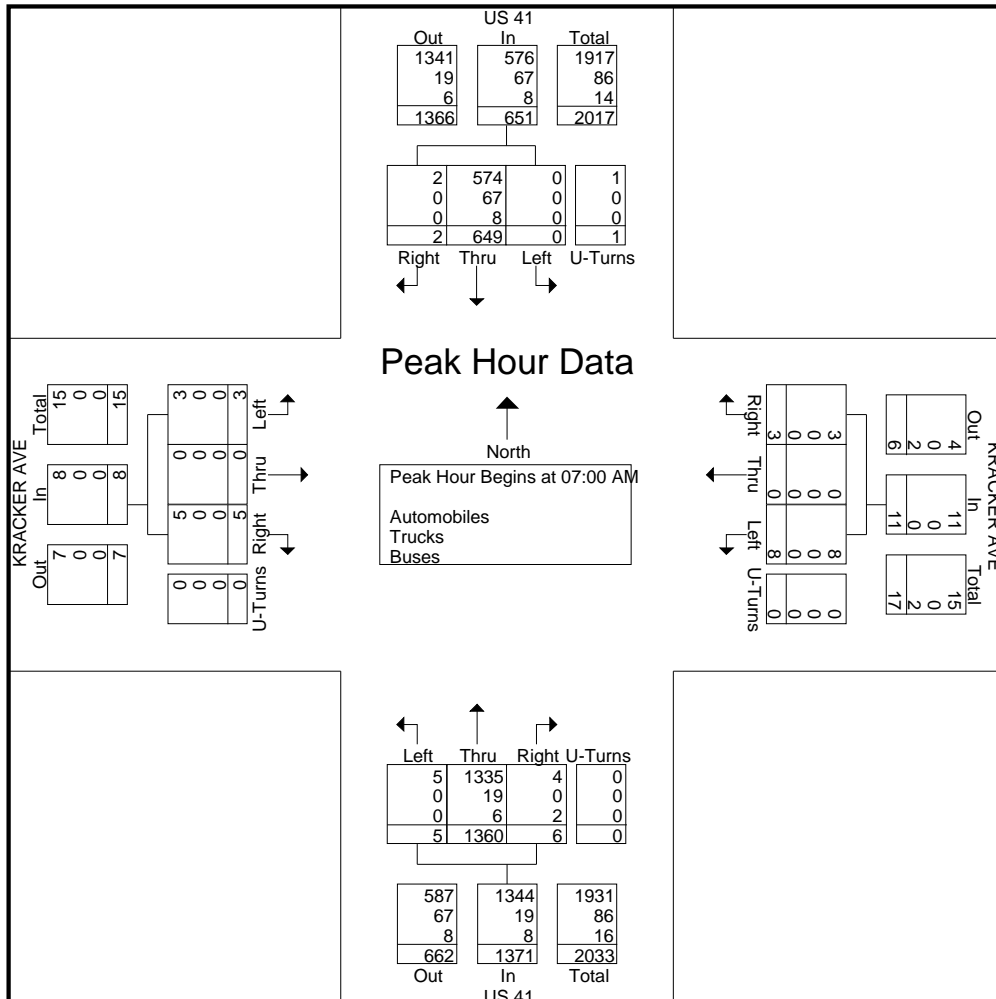 US 41
Out In Total
1341 576 1917
19 67 86
6 8 14
1366 651 2017
2 574 0 1
0 67 0 0
0 8 0 0
2 649 0 1
Right Thru Left U-Turns
Peak Hour Data
KRACKER AVE
Total
15 0 0 15
In
8 0 0 8
Out
7 0 0 7
3 0 0 3
Left
0 0 0 0
Thru
5 0 0 5
Right
0 0 0 0
U-Turns
North
Peak Hour Begins at 07:00 AM
Automobiles
Trucks
Buses
Right
3 0 0 3
Thru
0 0 0 0
Left
8 0 0 8
U-Turns
0 0 0 0
Out
4 0 2 6
In
11 0 0 11
Total
15 0 2 17
KRACKER AVE
Left Thru Right U-Turns
5 1335 4 0
0 19 0 0
0 6 2 0
5 1360 6 0
587 1344 1931
67 19 86
8 8 16
662 1371 2033
Out In Total
US 41